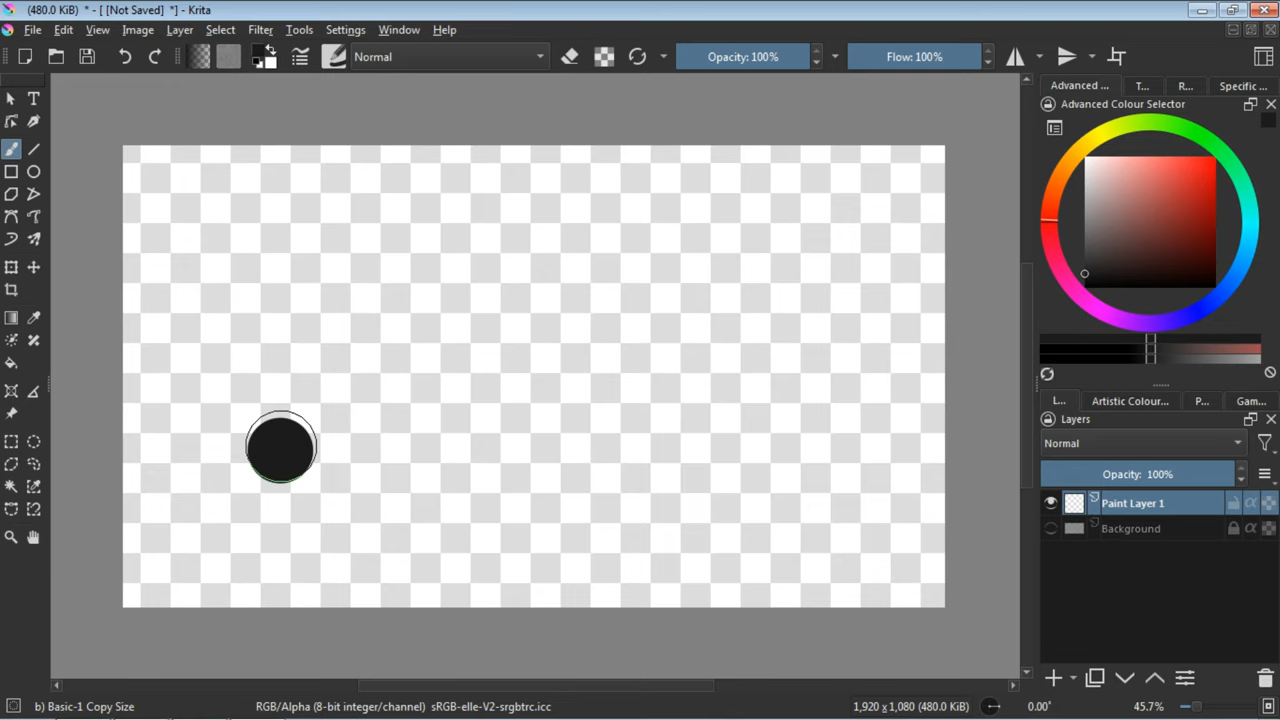 (480.0 KiB) * - [ [Not Saved] *] - Krita
File Edit View Image Layer Select Filter Tools Settings Window Help
Normal Opacity: 100% Flow: 100%
Advanced ... T... R... Specific ...
Advanced Colour Selector
L... Artistic Colour... P... Gam...
Layers
Normal
Opacity: 100%
Paint Layer 1
Background
b) Basic-1 Copy Size RGB/Alpha (8-bit integer/channel) sRGB-elle-V2-srgbtrc.icc 1,920 x 1,080 (480.0 KiB) 0.00° 45.7%